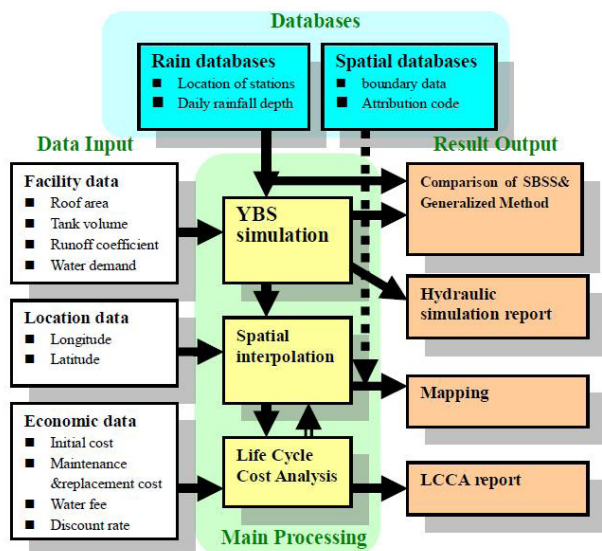 Databases
Rain databases
Location of stations
Daily rainfall depth
Spatial databases
boundary data
Attribution code
Data Input
Result Output
Facility data
Roof area
Tank volume
Runoff coefficient
Water demand
YBS
simulation
Comparison of SBSS&
Generalized Method
Hydraulic
simulation report
Location data
Longitude
Latitude
Spatial
interpolation
Mapping
Economic data
Initial cost
Maintenance
&replacement cost
Water fee
Discount rate
Life Cycle
Cost Analysis
LCCA report
Main Processing